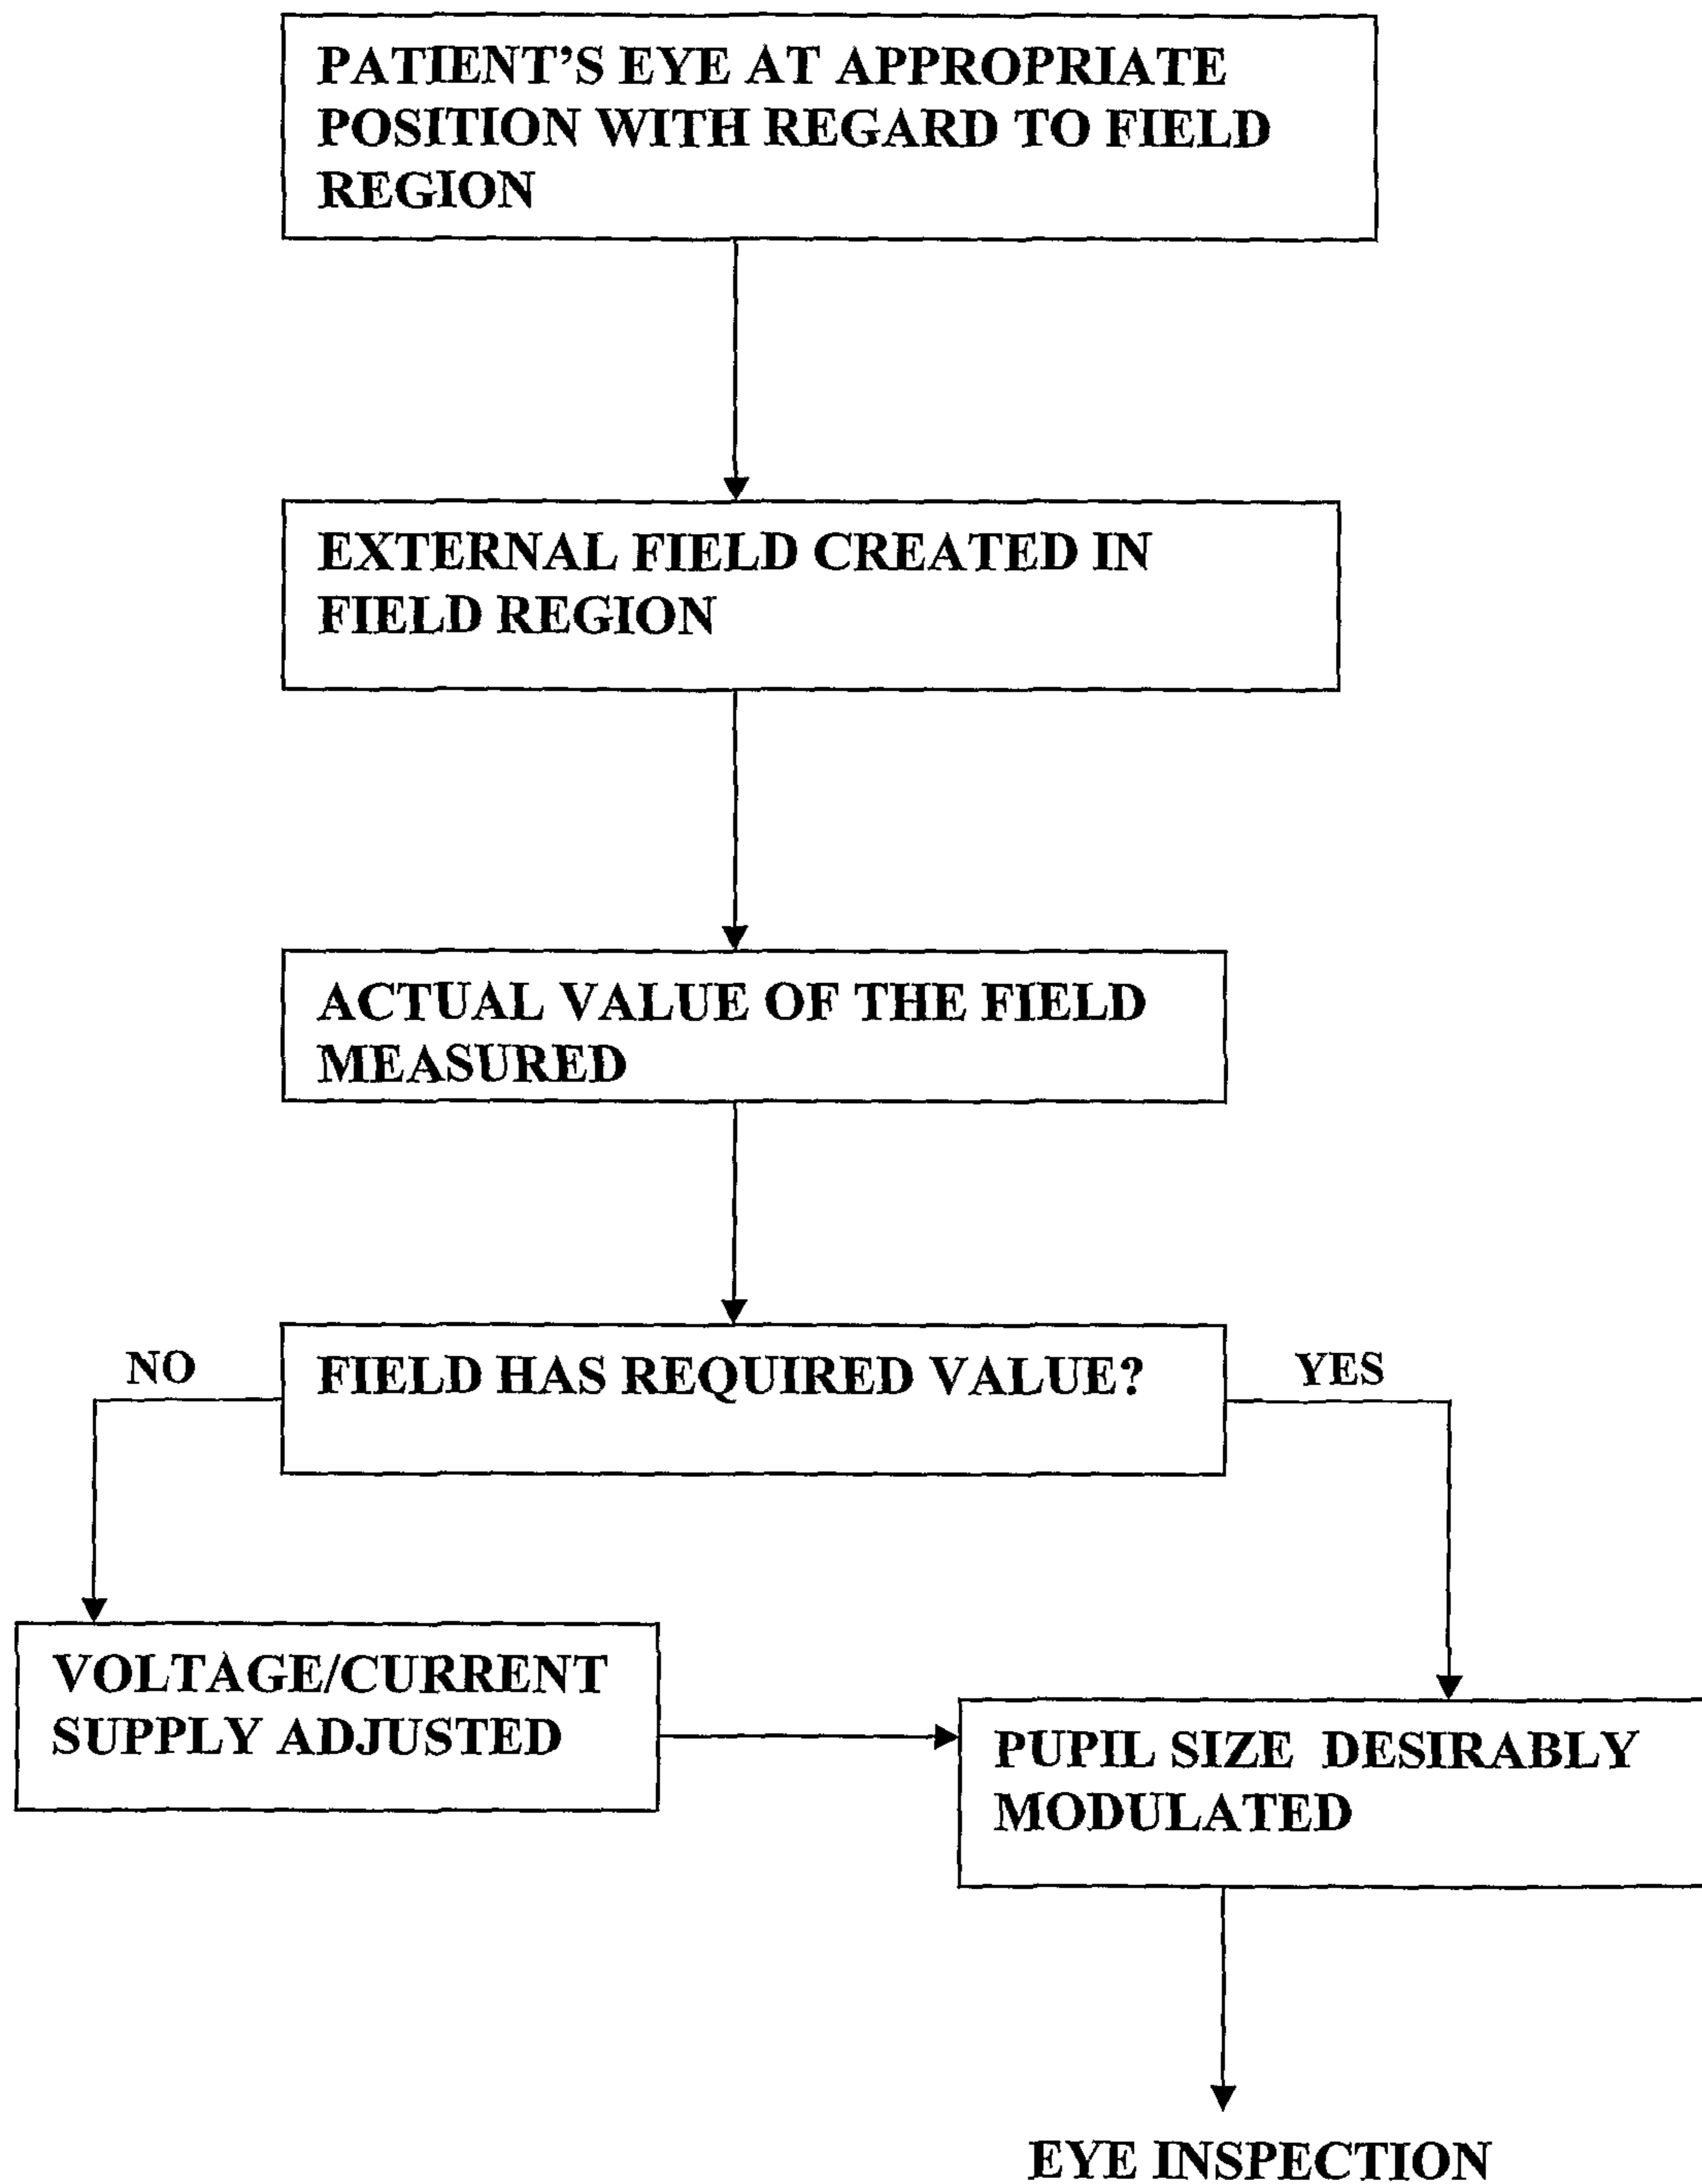 PATIENT'S EYE AT APPROPRIATE
POSITION WITH REGARD TO FIELD
REGION
EXTERNAL FIELD CREATED IN
FIELD REGION
ACTUAL VALUE OF THE FIELD
MEASURED
NO
FIELD HAS REQUIRED VALUE?
YES
VOLTAGE/CURRENT
SUPPLY ADJUSTED
PUPIL SIZE DESIRABLY
MODULATED
EYE INSPECTION